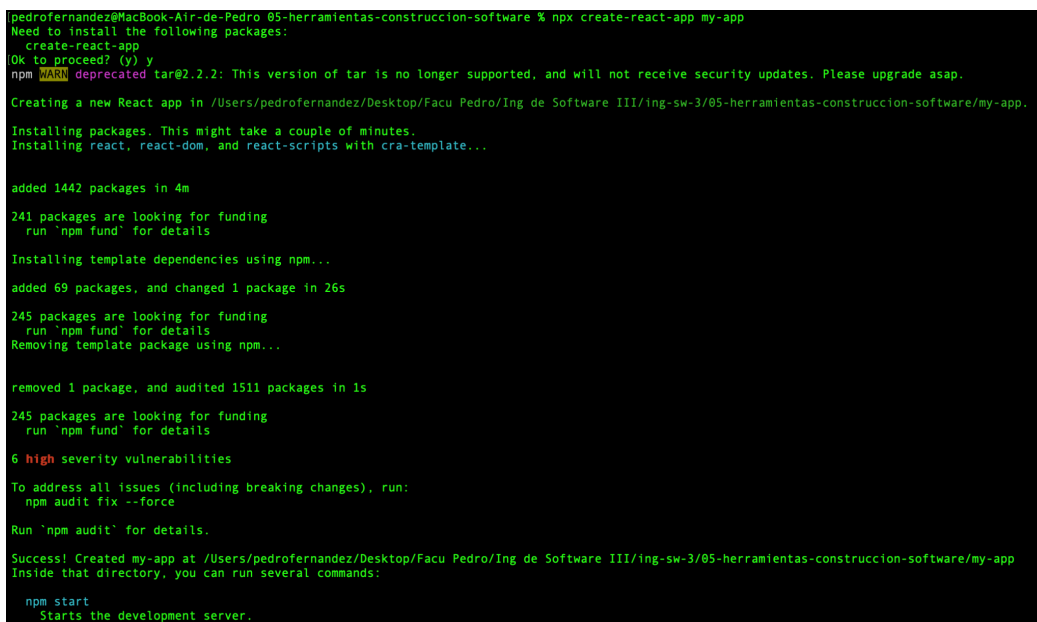 [pedrofernandez@MacBook-Air-de-Pedro 05-herramientas-construccion-software % npx create-react-app my-app
Need to install the following packages:
  create-react-app
[Ok to proceed? (y) y
npm WARN deprecated tar@2.2.2: This version of tar is no longer supported, and will not receive security updates. Please upgrade asap.
Creating a new React app in /Users/pedrofernandez/Desktop/Facu Pedro/Ing de Software III/ing-sw-3/05-herramientas-construccion-software/my-app.
Installing packages. This might take a couple of minutes.
Installing react, react-dom, and react-scripts with cra-template...
added 1442 packages in 4m
241 packages are looking for funding
  run `npm fund` for details
Installing template dependencies using npm...
added 69 packages, and changed 1 package in 26s
245 packages are looking for funding
  run `npm fund` for details
Removing template package using npm...
removed 1 package, and audited 1511 packages in 1s
245 packages are looking for funding
  run `npm fund` for details
6 high severity vulnerabilities
To address all issues (including breaking changes), run:
  npm audit fix --force
Run `npm audit` for details.
Success! Created my-app at /Users/pedrofernandez/Desktop/Facu Pedro/Ing de Software III/ing-sw-3/05-herramientas-construccion-software/my-app
Inside that directory, you can run several commands:
  npm start
    Starts the development server.